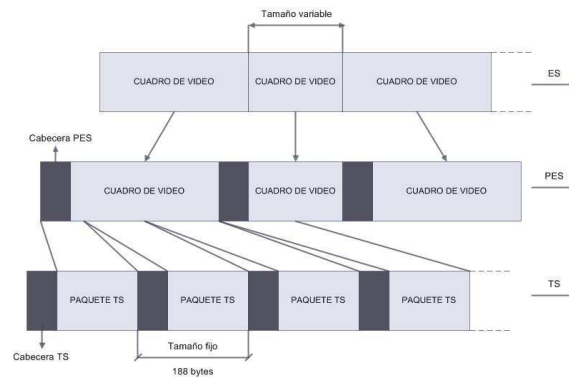 Tamaño variable
CUADRO DE VIDEO CUADRO DE VIDEO CUADRO DE VIDEO ES
Cabecera PES
PES
CUADRO DE VIDEO CUADRO DE VIDEO CUADRO DE VIDEO
TS
PAQUETE TS PAQUETE TS PAQUETE TS PAQUETE TS
Tamaño fijo
Cabecera TS
188 bytes